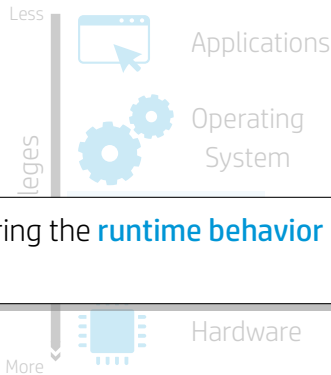 Less
Applications
Operating
System
leges
ring the runtime behavior
Hardware
More